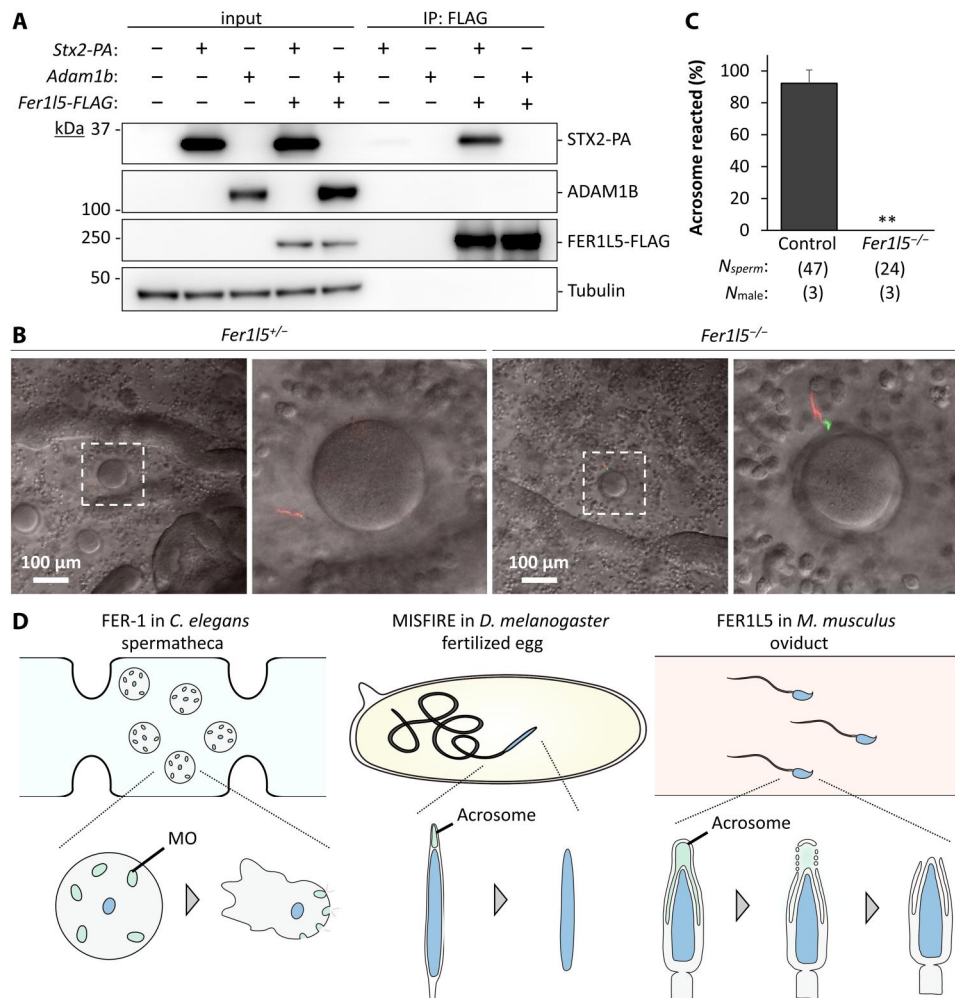 A
input
IP: FLAG
Stx2-PA: − + − + − + − + −
Adam1b: − − + − + − + − +
Fer1l5-FLAG: − − − + + − − + +
kDa
37
STX2-PA
ADAM1B
100
250
FER1L5-FLAG
50
Tubulin
C
Acrosome reacted (%)
100
80
60
40
20
0
**
Control
Fer1l5−/−
Nsperm: (47) (24)
Nmale: (3) (3)
B
Fer1l5+/−
Fer1l5−/−
100 µm
100 µm
D
FER-1 in C. elegans
spermatheca
MO
MISFIRE in D. melanogaster
fertilized egg
Acrosome
FER1L5 in M. musculus
oviduct
Acrosome